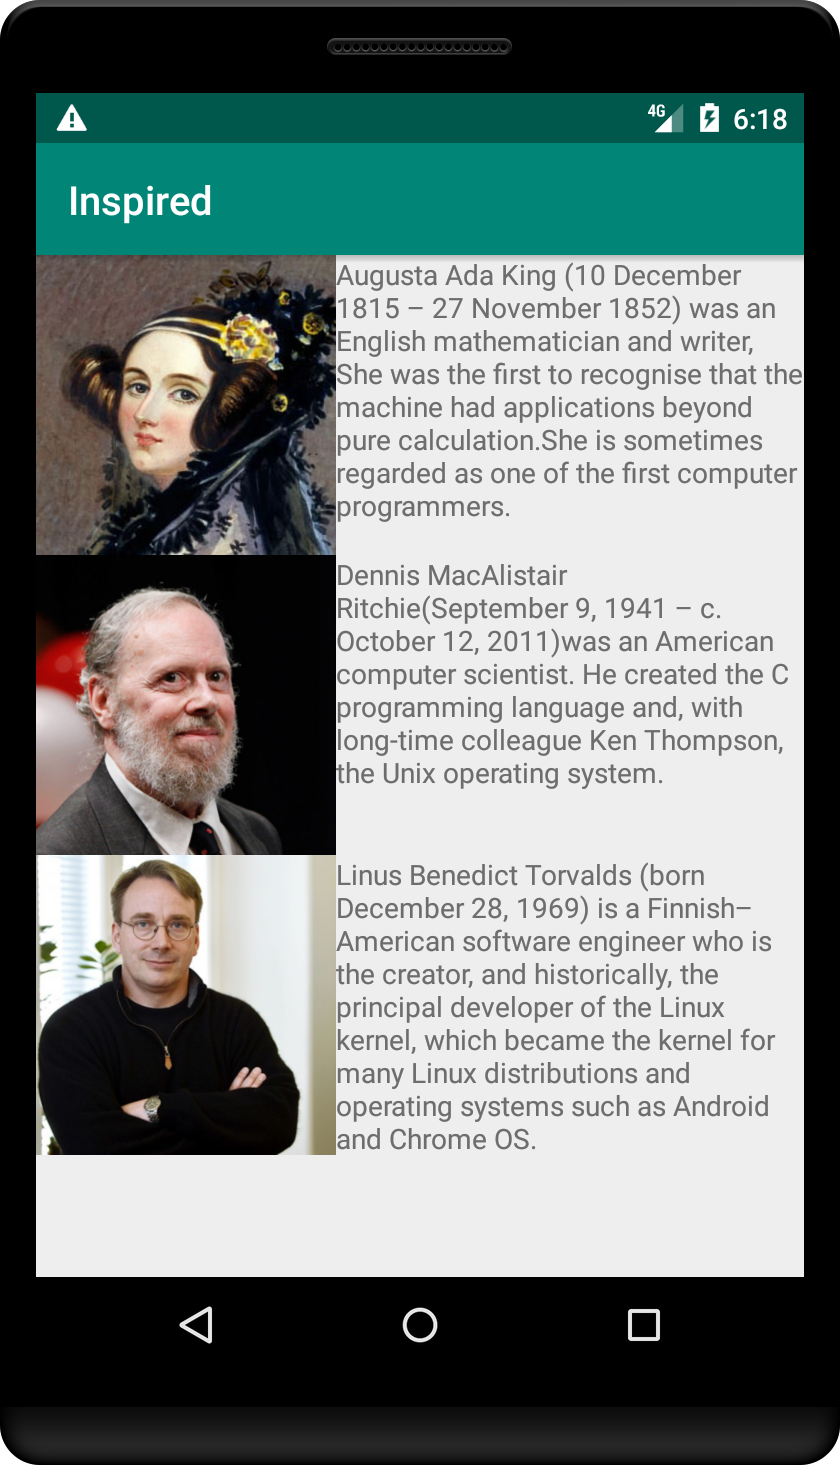 4G 6:18
Inspired
Augusta Ada King (10 December
1815 – 27 November 1852) was an
English mathematician and writer,
She was the first to recognise that the
machine had applications beyond
pure calculation.She is sometimes
regarded as one of the first computer
programmers.
Dennis MacAlistair
Ritchie(September 9, 1941 – c.
October 12, 2011)was an American
computer scientist. He created the C
programming language and, with
long-time colleague Ken Thompson,
the Unix operating system.
Linus Benedict Torvalds (born
December 28, 1969) is a Finnish–
American software engineer who is
the creator, and historically, the
principal developer of the Linux
kernel, which became the kernel for
many Linux distributions and
operating systems such as Android
and Chrome OS.